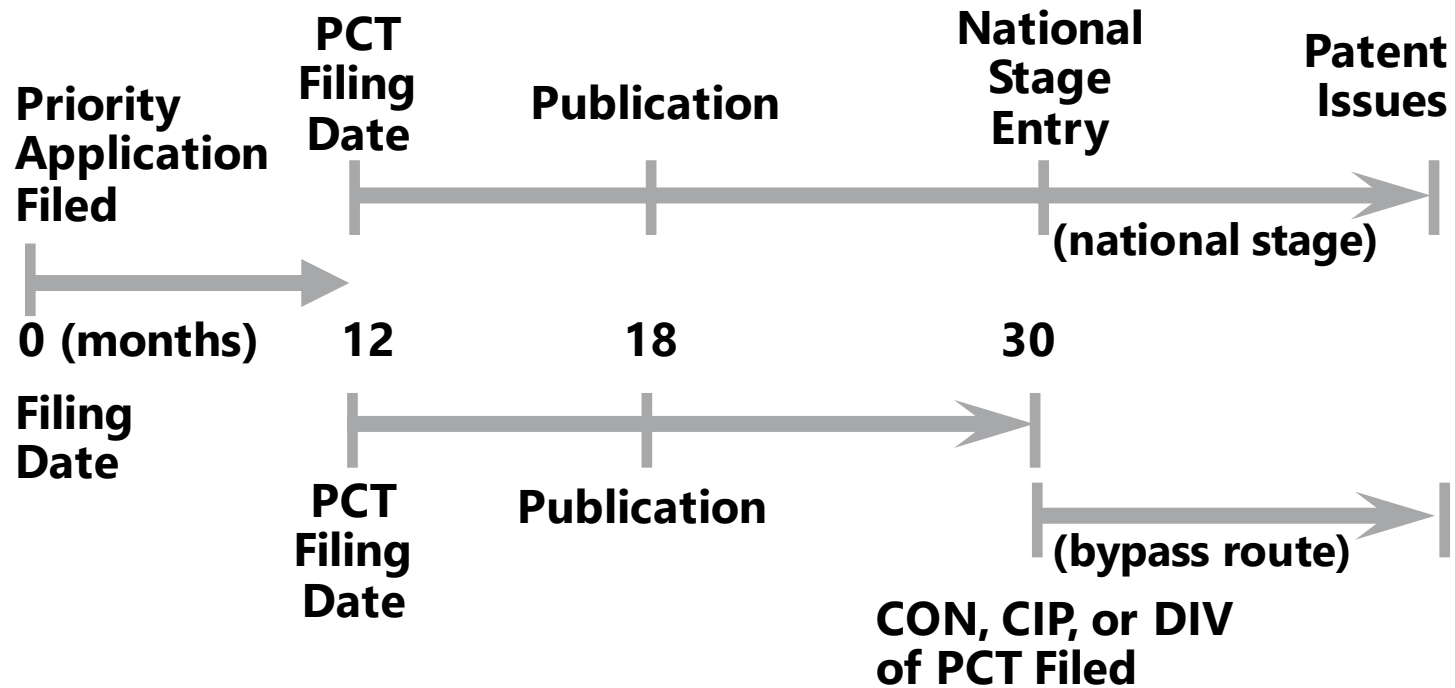 Priority
Application
Filed
PCT
Filing
Date
Publication
National
Stage
Entry
Patent
Issues
(national stage)
0 (months)
12
18
30
Filing
Date
PCT
Filing
Date
Publication
(bypass route)
CON, CIP, or DIV
of PCT Filed